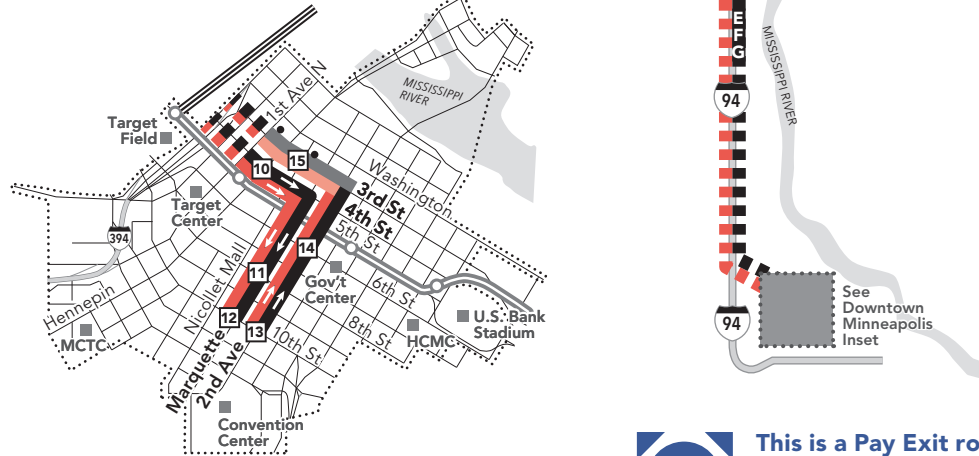 1st Ave N
MISSISSIPPI
RIVER
Target
Field
10
15
Washington
3rd St
4th St
5th St
Target
Center
394
14
Nicollet Mall
11
Gov't
Center
6th St
Hennepin
12
13
10th St
8th St
U.S. Bank
Stadium
HCMC
MCTC
Marquette
2nd Ave
Convention
Center
E
F
G
MISSISSIPPI RIVER
94
94
See
Downtown
Minneapolis
Inset
This is a Pay Exit ro